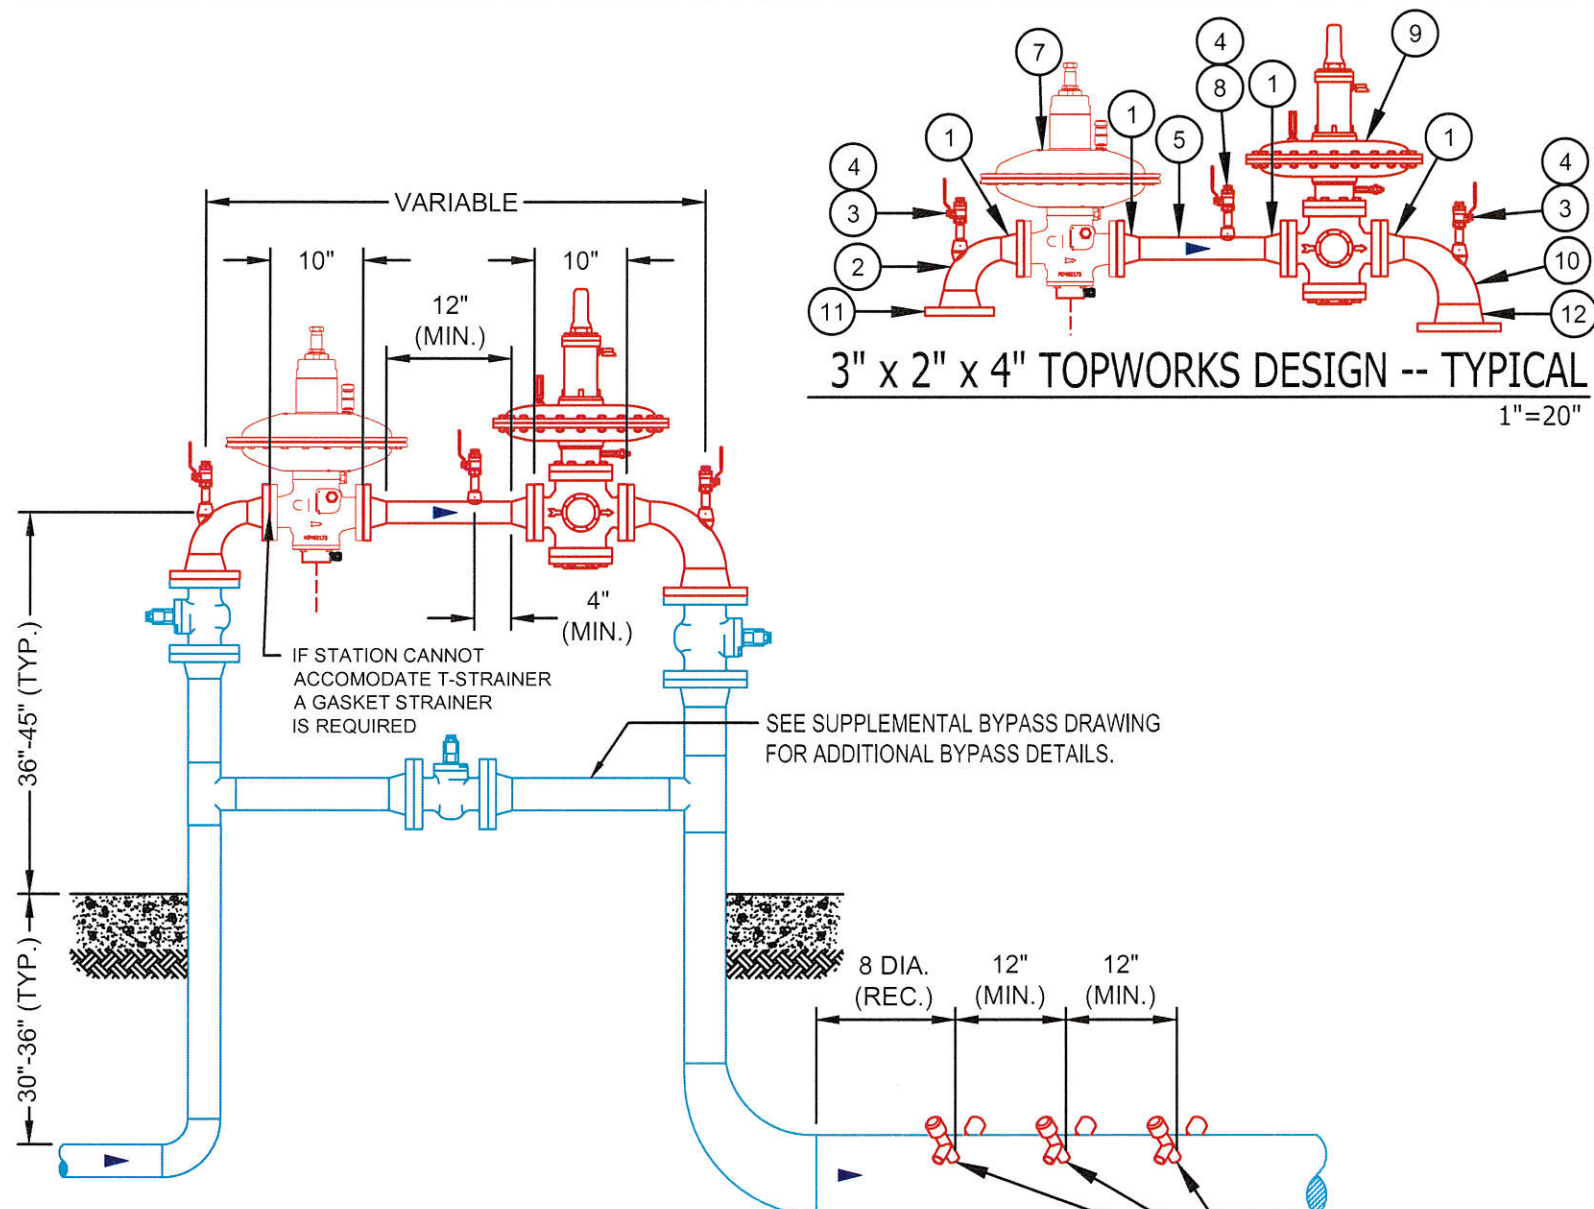 7
4
8
1
9
1
1
5
1
4
3
4
3
2
10
11
12
3" x 2" x 4" TOPWORKS DESIGN -- TYPICAL
1"=20"
VARIABLE
10"
10"
12"
(MIN.)
4"
(MIN.)
IF STATION CANNOT
ACCOMODATE T-STRAINER
A GASKET STRAINER
IS REQUIRED
SEE SUPPLEMENTAL BYPASS DRAWING
FOR ADDITIONAL BYPASS DETAILS.
36"-45" (TYP.)
30"-36" (TYP.)
8 DIA.
(REC.)
12"
(MIN.)
12"
(MIN.)